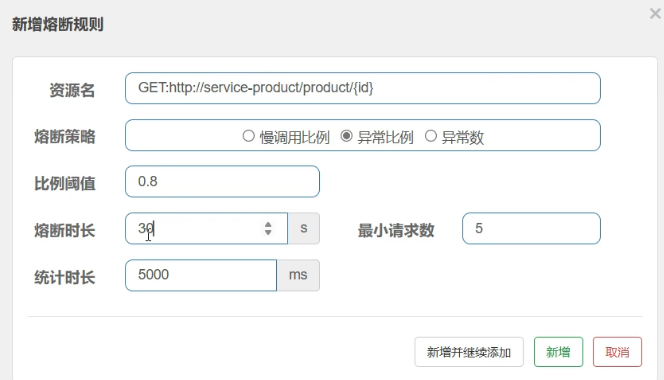 新增熔断规则
资源名 GET:http://service-product/product/{id}
熔断策略 慢调用比例 异常比例 异常数
比例阈值 0.8
熔断时长 30 s 最小请求数 5
统计时长 5000 ms
新增并继续添加 新增 取消